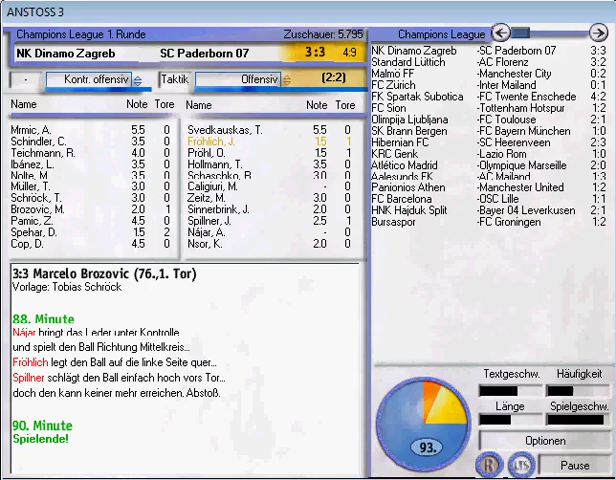 ANSTOSS 3
Champions League 1. Runde Zuschauer: 5.795
NK Dinamo Zagreb SC Paderborn 07 3:3 4:9
- Kontr. offensiv Taktik Offensiv (2:2)
Name Note Tore Name Note Tore
Mrmic, A. 5.5 0 Svedkauskas, T. 5.5 0
Schindler, C. 3.5 0 Fröhlich, J. 1.5 1
Teichmann, R. 4.0 0 Pröhl, O. 1.5 1
Ibánez, L. 3.5 0 Hollmann, T. 3.5 0
Nolte, M. 3.5 0 Schaschko, R. 3.0 0
Müller, T. 3.0 0 Caligiuri, M. - 0
Schröck, T. 3.0 0 Zeitz, M. 3.0 0
Brozovic, M. 2.0 1 Sinnerbrink, J. 2.0 0
Pamic, Z. 4.5 0 Spillner, J. 2.5 1
Spehar, D. 1.5 2 Nájar, A. - 0
Cop, D. 4.5 0 Nsor, K. 2.0 0
3:3 Marcelo Brozovic (76.,1. Tor)
Vorlage: Tobias Schröck
88. Minute
Nájar bringt das Leder unter Kontrolle
und spielt den Ball Richtung Mittelkreis...
Fröhlich legt den Ball auf die linke Seite quer...
Spillner schlägt den Ball einfach hoch vors Tor...
doch den kann keiner mehr erreichen. Abstoß.
90. Minute
Spielende!
Champions League
NK Dinamo Zagreb -SC Paderborn 07 3:3
Standard Lüttich -AC Florenz 3:2
Malmö FF -Manchester City 0:2
FC Zürich -Inter Mailand 0:1
FK Spartak Subotica -FC Twente Enschede 4:2
FC Sion -Tottenham Hotspur 1:2
Olimpija Ljubljana -FC Toulouse 2:1
SK Brann Bergen -FC Bayern München 1:0
Hibernian FC -SC Heerenveen 2:3
KRC Genk -Lazio Rom 1:0
Atlético Madrid -Olympique Marseille 2:0
Aalesunds FK -AC Mailand 1:3
Panionios Athen -Manchester United 1:2
FC Barcelona -OSC Lille 1:1
HNK Hajduk Split -Bayer 04 Leverkusen 2:1
Bursaspor -FC Groningen 1:2
Textgeschw. Häufigkeit
Länge Spielgeschw.
93.
Optionen
R LTS Pause